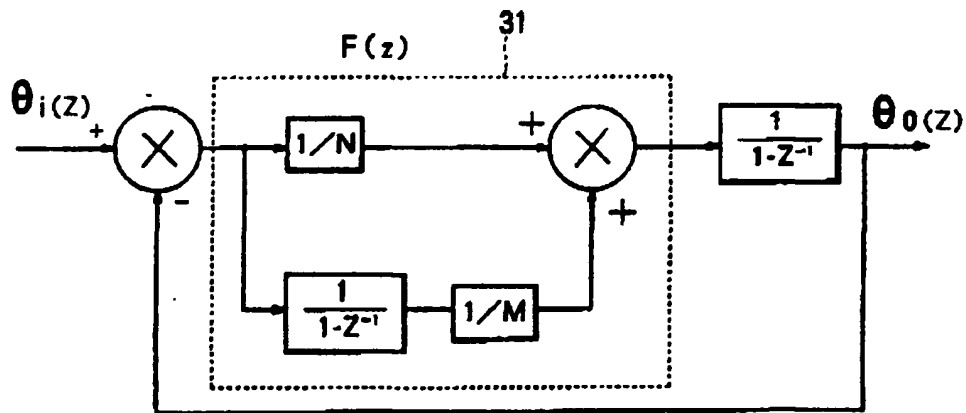 31
F(z)
θi(Z)
+
-
1/N
+
+
1
1-Z⁻¹
θ0(Z)
1
1-Z⁻¹
1/M